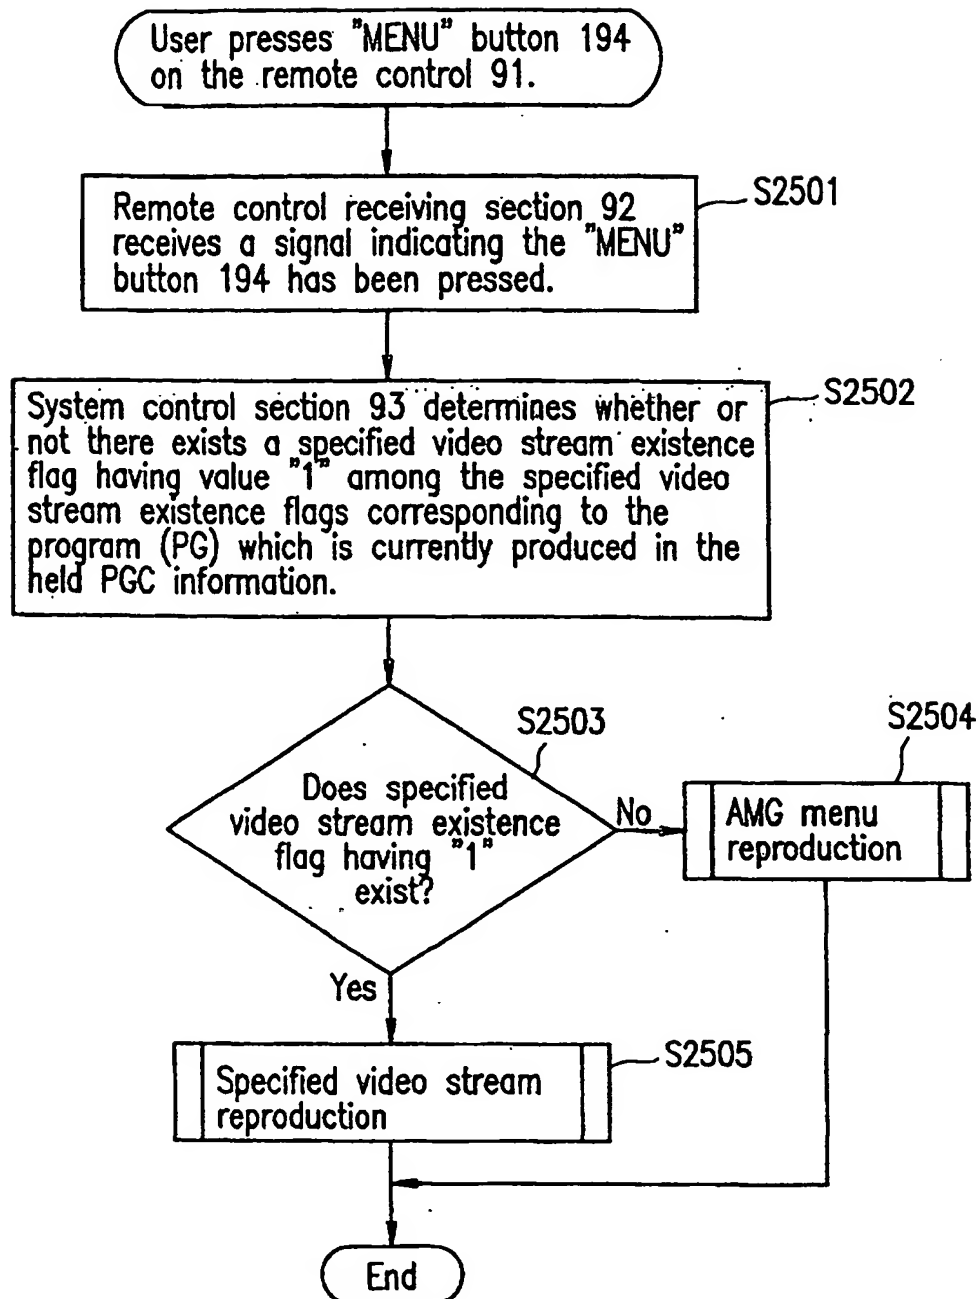 User presses "MENU" button 194
on the remote control 91.
S2501
Remote control receiving section 92
receives a signal indicating the "MENU"
button 194 has been pressed.
S2502
System control section 93 determines whether or
not there exists a specified video stream existence
flag having value "1" among the specified video
stream existence flags corresponding to the
program (PG) which is currently produced in the
held PGC information.
S2503
Does specified
video stream existence
flag having "1"
exist?
No
S2504
AMG menu
reproduction
Yes
S2505
Specified video stream
reproduction
End